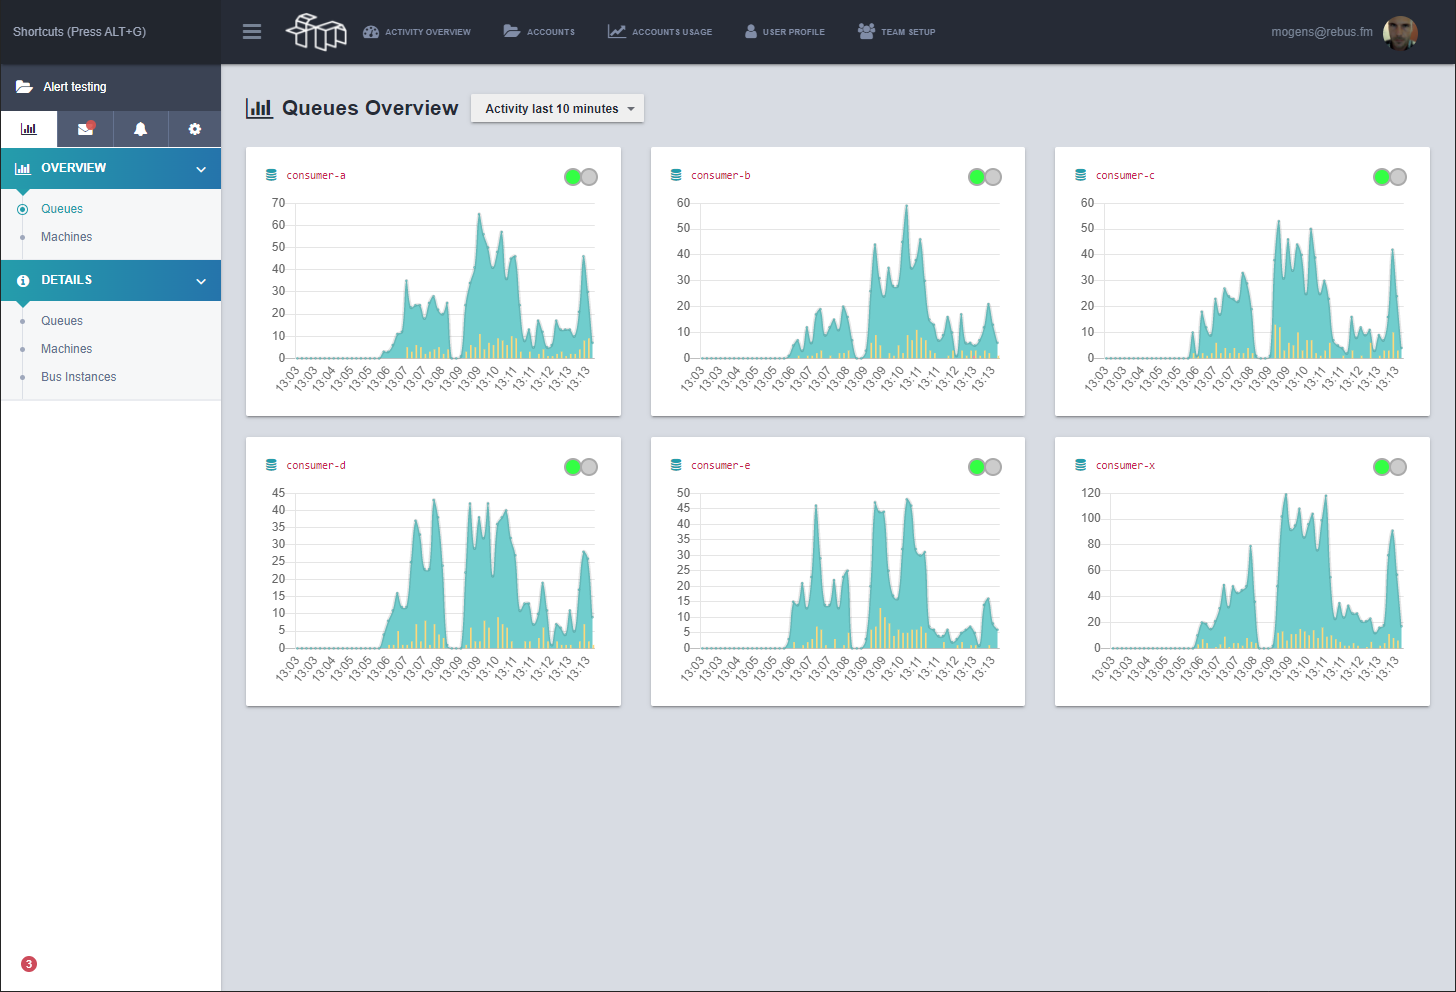 Shortcuts (Press ALT+G)
ACTIVITY OVERVIEW
ACCOUNTS
ACCOUNTS USAGE
USER PROFILE
TEAM SETUP
mogens@rebus.fm
Alert testing
OVERVIEW
Queues
Machines
DETAILS
Queues
Machines
Bus Instances
3
Queues Overview
Activity last 10 minutes
consumer-a
70
60
50
40
30
20
10
0
13:03 13:03 13:04 13:05 13:05 13:06 13:07 13:07 13:08 13:09 13:09 13:10 13:11 13:11 13:12 13:13 13:13
consumer-b
60
50
40
30
20
10
0
13:03 13:03 13:04 13:05 13:05 13:06 13:07 13:07 13:08 13:09 13:09 13:10 13:11 13:11 13:12 13:13 13:13
consumer-c
60
50
40
30
20
10
0
13:03 13:03 13:04 13:05 13:05 13:06 13:07 13:07 13:08 13:09 13:09 13:10 13:11 13:11 13:12 13:13 13:13
consumer-d
45
40
35
30
25
20
15
10
5
0
13:03 13:03 13:04 13:05 13:05 13:06 13:07 13:07 13:08 13:09 13:09 13:10 13:11 13:11 13:12 13:13 13:13
consumer-e
50
45
40
35
30
25
20
15
10
5
0
13:03 13:03 13:04 13:05 13:05 13:06 13:07 13:07 13:08 13:09 13:09 13:10 13:11 13:11 13:12 13:13 13:13
consumer-x
120
100
80
60
40
20
0
13:03 13:03 13:04 13:05 13:05 13:06 13:07 13:07 13:08 13:09 13:09 13:10 13:11 13:11 13:12 13:13 13:13